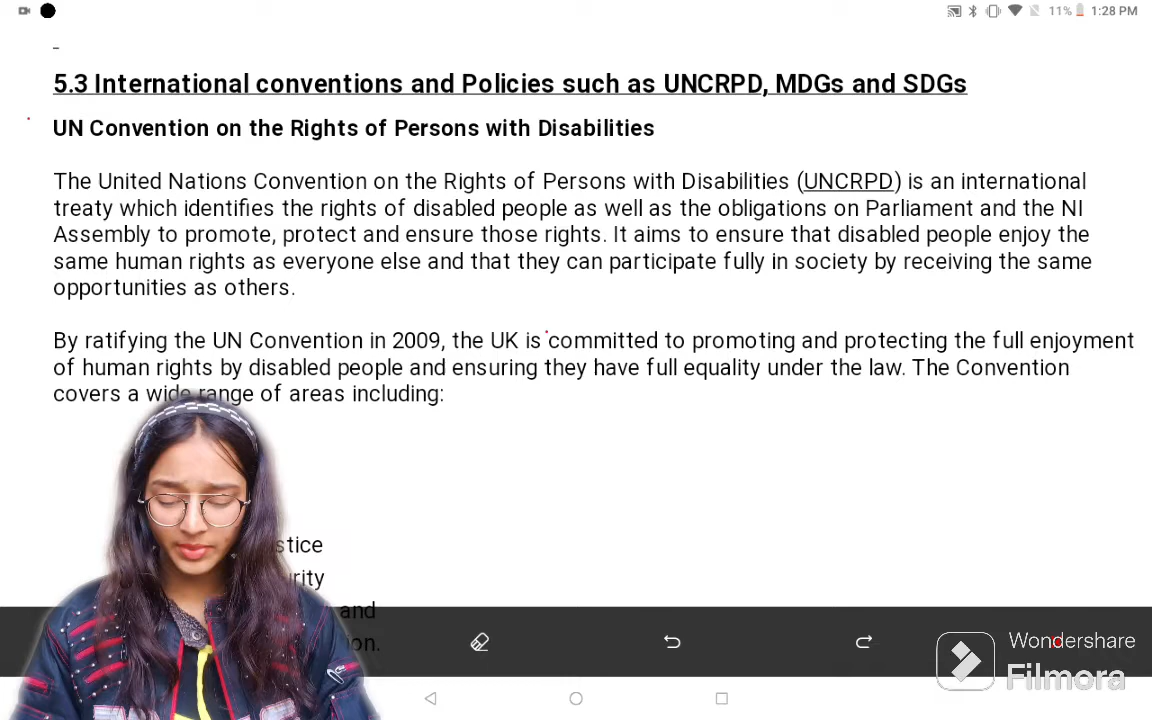 11% 1:28 PM
5.3 International conventions and Policies such as UNCRPD, MDGs and SDGs
UN Convention on the Rights of Persons with Disabilities
The United Nations Convention on the Rights of Persons with Disabilities (UNCRPD) is an international
treaty which identifies the rights of disabled people as well as the obligations on Parliament and the NI
Assembly to promote, protect and ensure those rights. It aims to ensure that disabled people enjoy the
same human rights as everyone else and that they can participate fully in society by receiving the same
opportunities as others.
By ratifying the UN Convention in 2009, the UK is committed to promoting and protecting the full enjoyment
of human rights by disabled people and ensuring they have full equality under the law. The Convention
covers a wide range of areas including:
and
Wondershare
Filmora